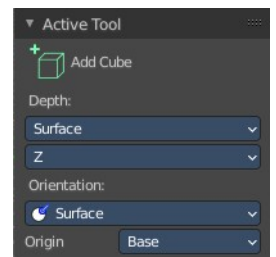 Active Tool
Add Cube
Depth:
Surface
Z
Orientation:
Surface
Origin Base